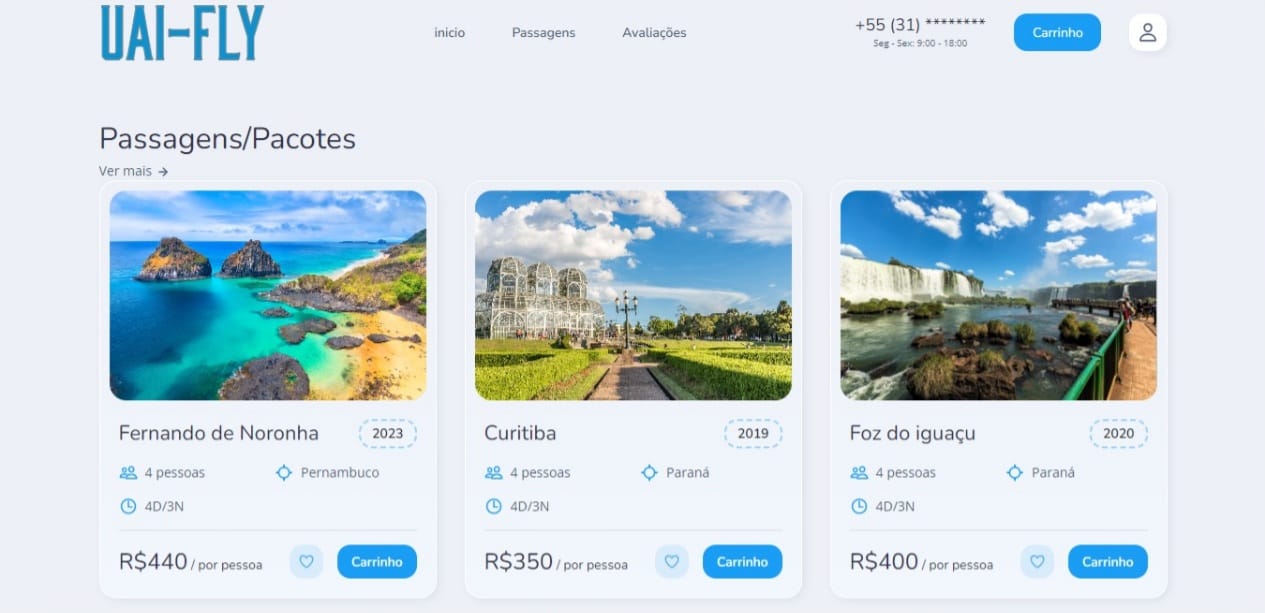 UAI-FLY
inicio Passagens Avaliações
+55 (31) ********
Seg - Sex: 9:00 - 18:00
Carrinho
Passagens/Pacotes
Ver mais →
Fernando de Noronha 2023
4 pessoas Pernambuco
4D/3N
R$440 / por pessoa Carrinho
Curitiba 2019
4 pessoas Paraná
4D/3N
R$350 / por pessoa Carrinho
Foz do iguaçu 2020
4 pessoas Paraná
4D/3N
R$400 / por pessoa Carrinho